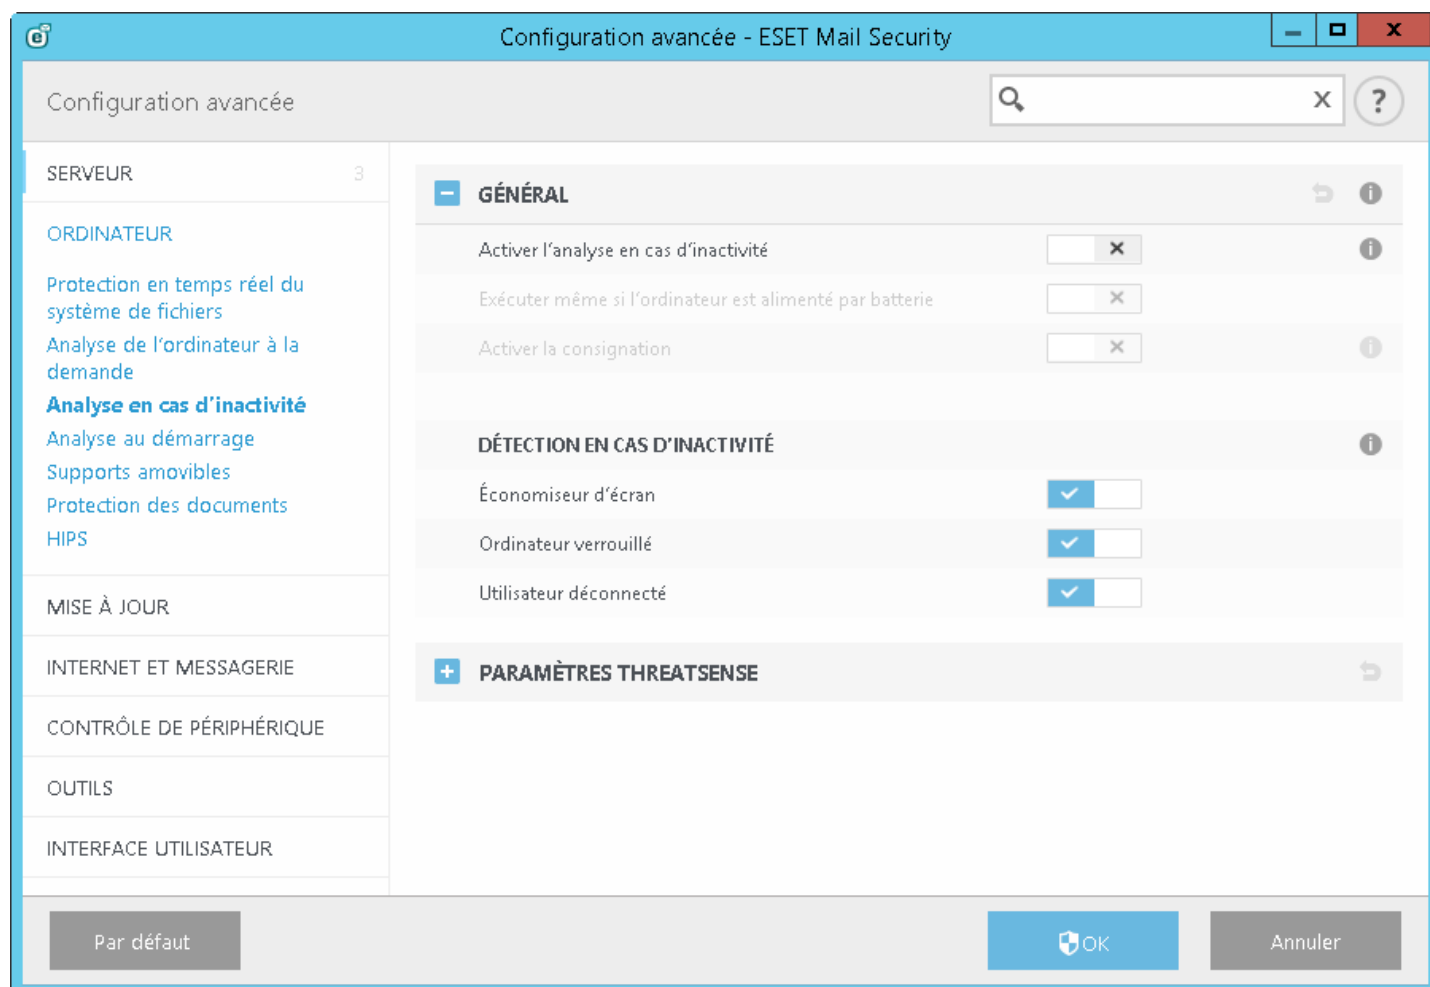 Configuration avancée - ESET Mail Security
Configuration avancée
SERVEUR 3
ORDINATEUR
Protection en temps réel du
système de fichiers
Analyse de l'ordinateur à la
demande
Analyse en cas d'inactivité
Analyse au démarrage
Supports amovibles
Protection des documents
HIPS
MISE À JOUR
INTERNET ET MESSAGERIE
CONTRÔLE DE PÉRIPHÉRIQUE
OUTILS
INTERFACE UTILISATEUR
GÉNÉRAL
Activer l'analyse en cas d'inactivité
Exécuter même si l'ordinateur est alimenté par batterie
Activer la consignation
DÉTECTION EN CAS D'INACTIVITÉ
Économiseur d'écran
Ordinateur verrouillé
Utilisateur déconnecté
PARAMÈTRES THREATSENSE
Par défaut
OK
Annuler